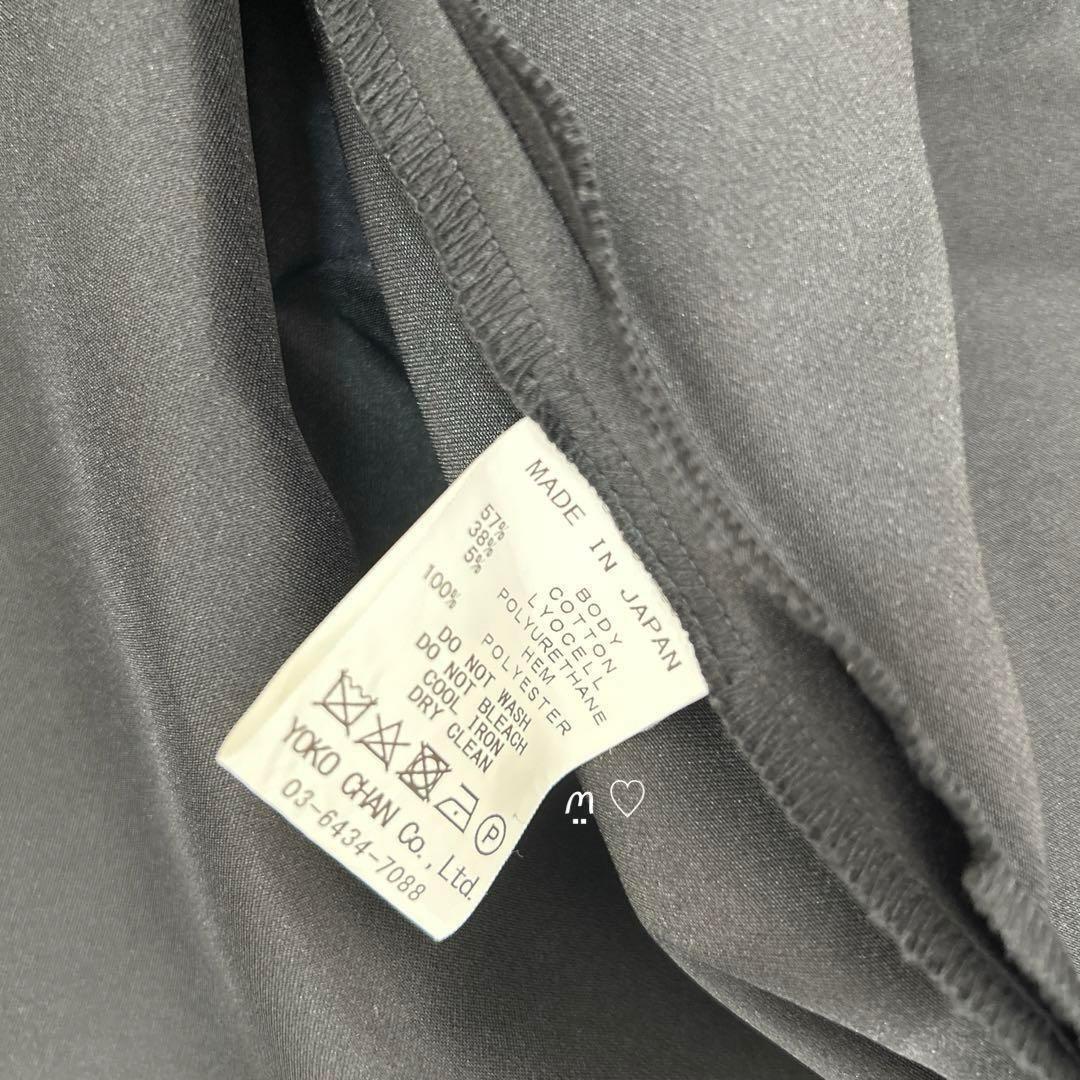 MADE IN JAPAN
BODY
57% COTTON
38% LYOCELL
5% POLYURETHANE
HEM
100% POLYESTER
DO NOT WASH
DO NOT BLEACH
COOL IRON
DRY CLEAN
P
YOKO CHAN Co., Ltd.
03-6434-7088